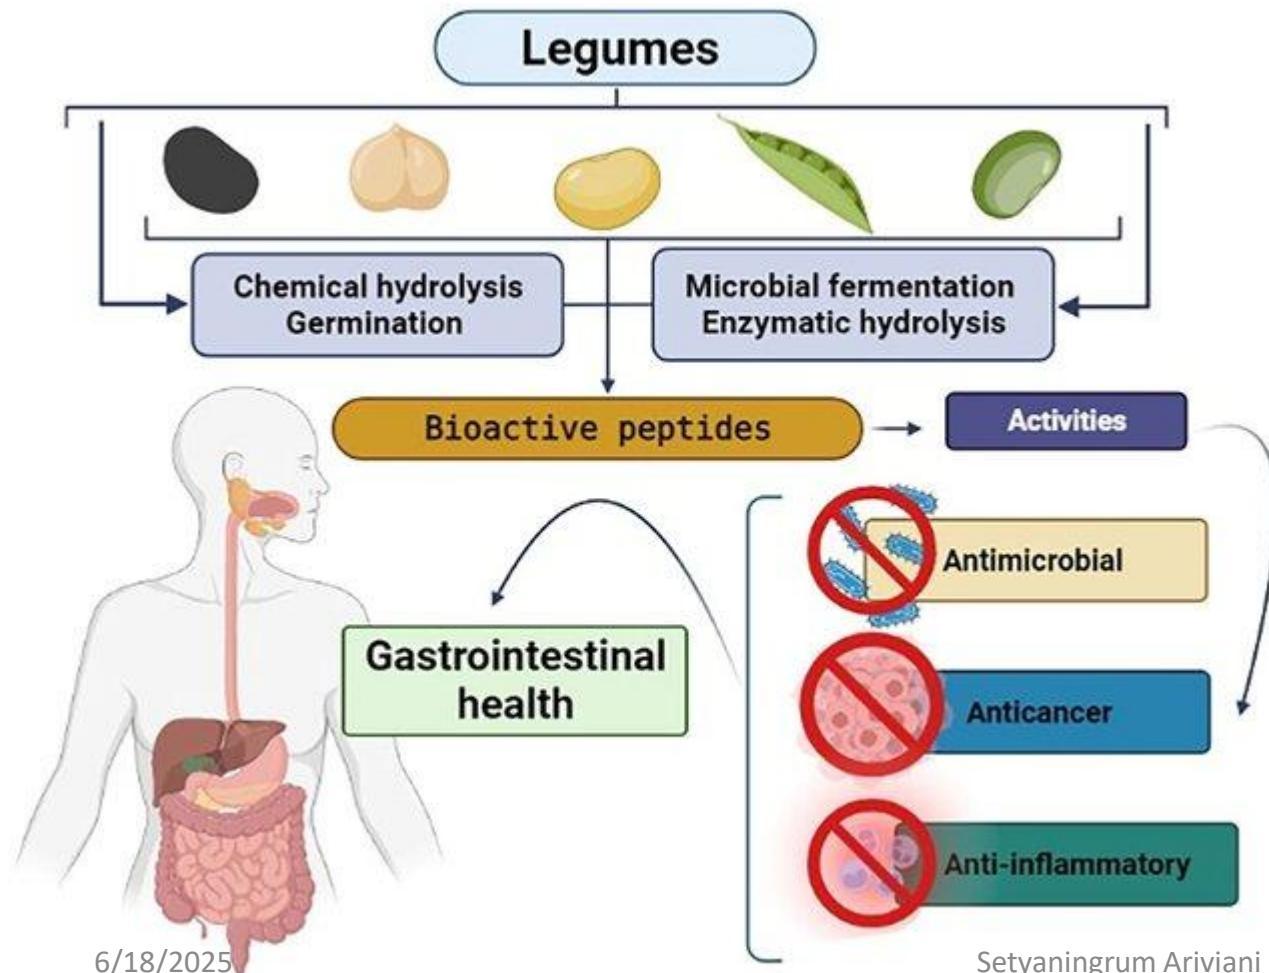 Legumes
Chemical hydrolysis
Germination
Microbial fermentation
Enzymatic hydrolysis
Bioactive peptides
Activities
Antimicrobial
Gastrointestinal
health
Anticancer
Anti-inflammatory
6/18/2025
Setyaningrum Ariviani